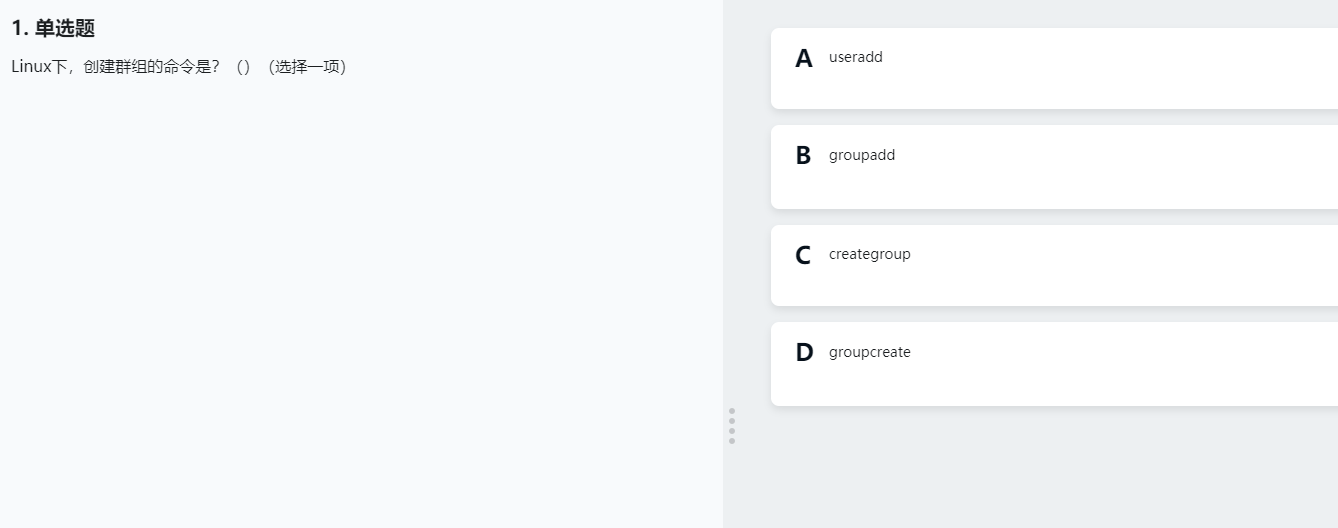 1. 单选题
Linux下，创建群组的命令是？（）（选择一项）
A useradd
B groupadd
C creategroup
D groupcreate